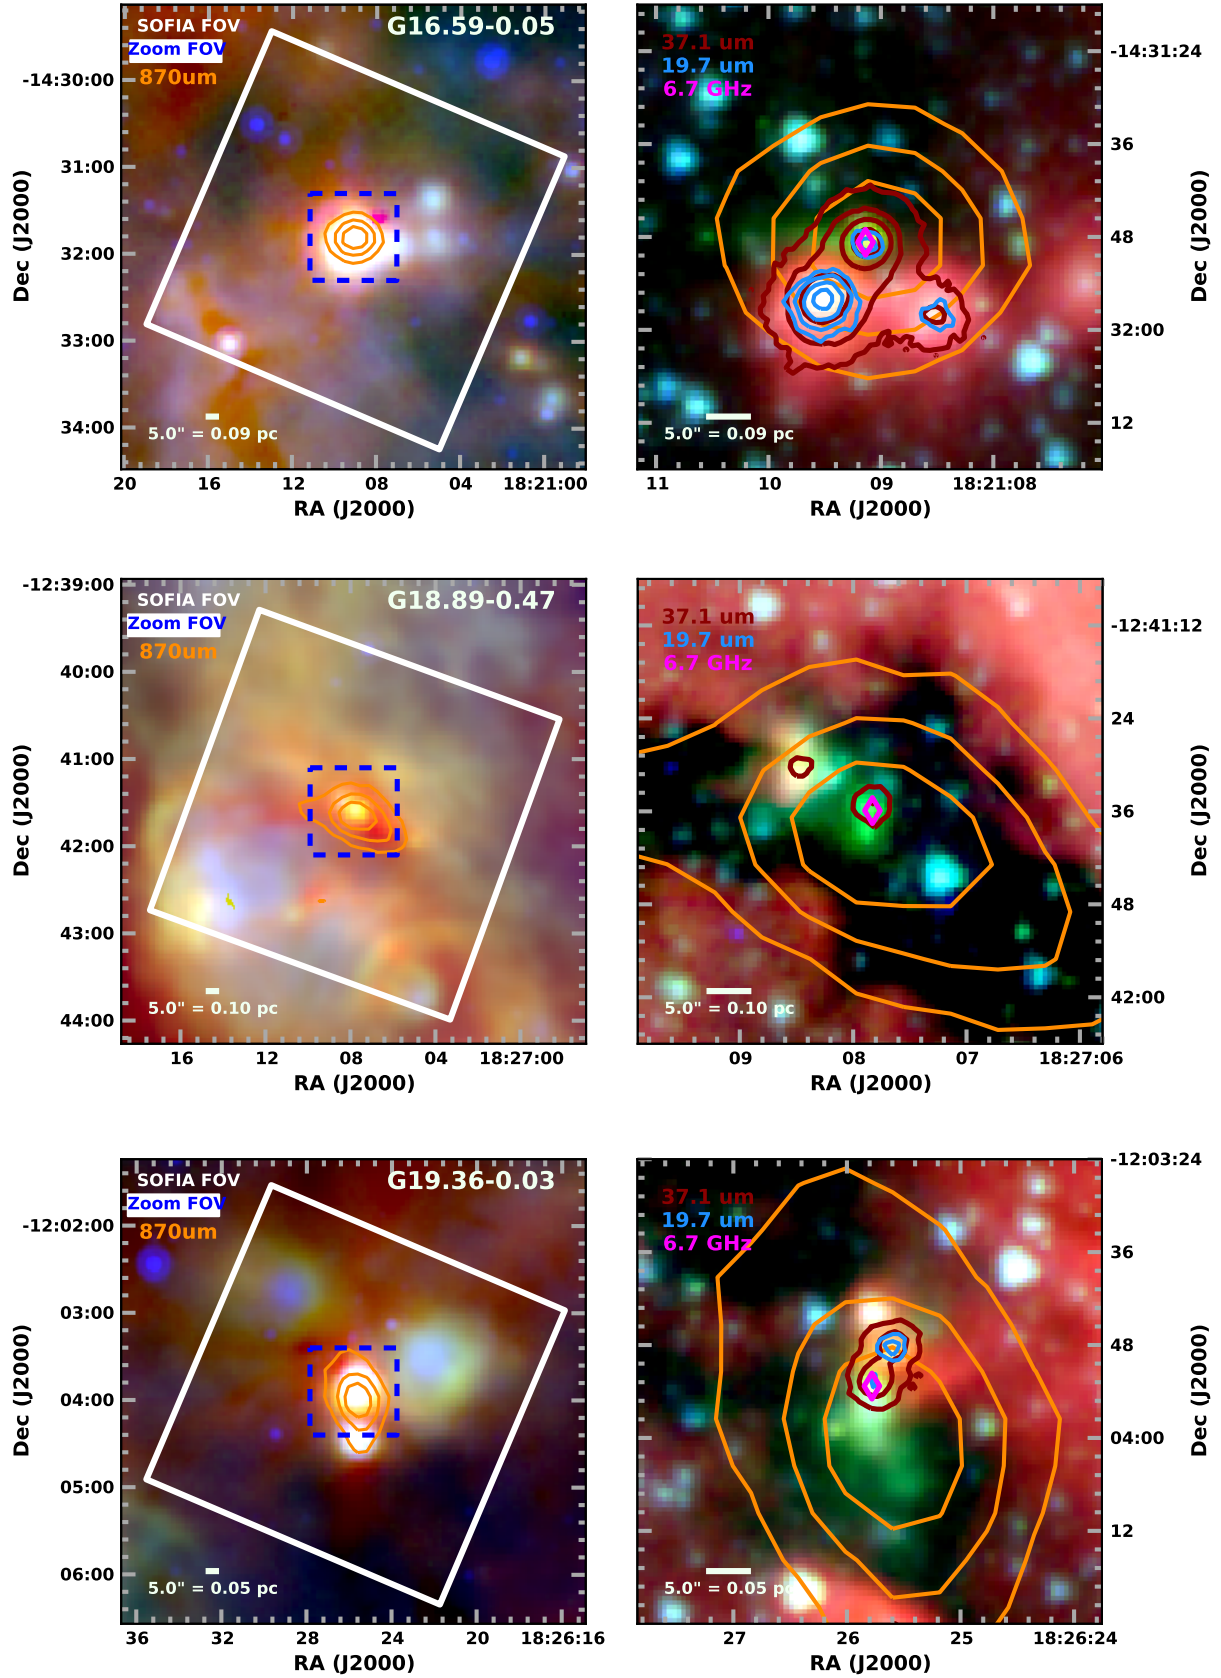 SOFIA FOV
Zoom FOV
870um
G16.59-0.05
5.0" = 0.09 pc
-14:30:00
31:00
32:00
33:00
34:00
Dec (J2000)
20 16 12 08 04 18:21:00
RA (J2000)
37.1 um
19.7 um
6.7 GHz
5.0" = 0.09 pc
-14:31:24
36
48
32:00
12
Dec (J2000)
11 10 09 18:21:08
RA (J2000)
SOFIA FOV
Zoom FOV
870um
G18.89-0.47
5.0" = 0.10 pc
-12:39:00
40:00
41:00
42:00
43:00
44:00
Dec (J2000)
16 12 08 04 18:27:00
RA (J2000)
37.1 um
19.7 um
6.7 GHz
5.0" = 0.10 pc
-12:41:12
24
36
48
42:00
Dec (J2000)
09 08 07 18:27:06
RA (J2000)
SOFIA FOV
Zoom FOV
870um
G19.36-0.03
5.0" = 0.05 pc
-12:02:00
03:00
04:00
05:00
06:00
Dec (J2000)
36 32 28 24 20 18:26:16
RA (J2000)
37.1 um
19.7 um
6.7 GHz
5.0" = 0.05 pc
-12:03:24
36
48
04:00
12
Dec (J2000)
27 26 25 18:26:24
RA (J2000)